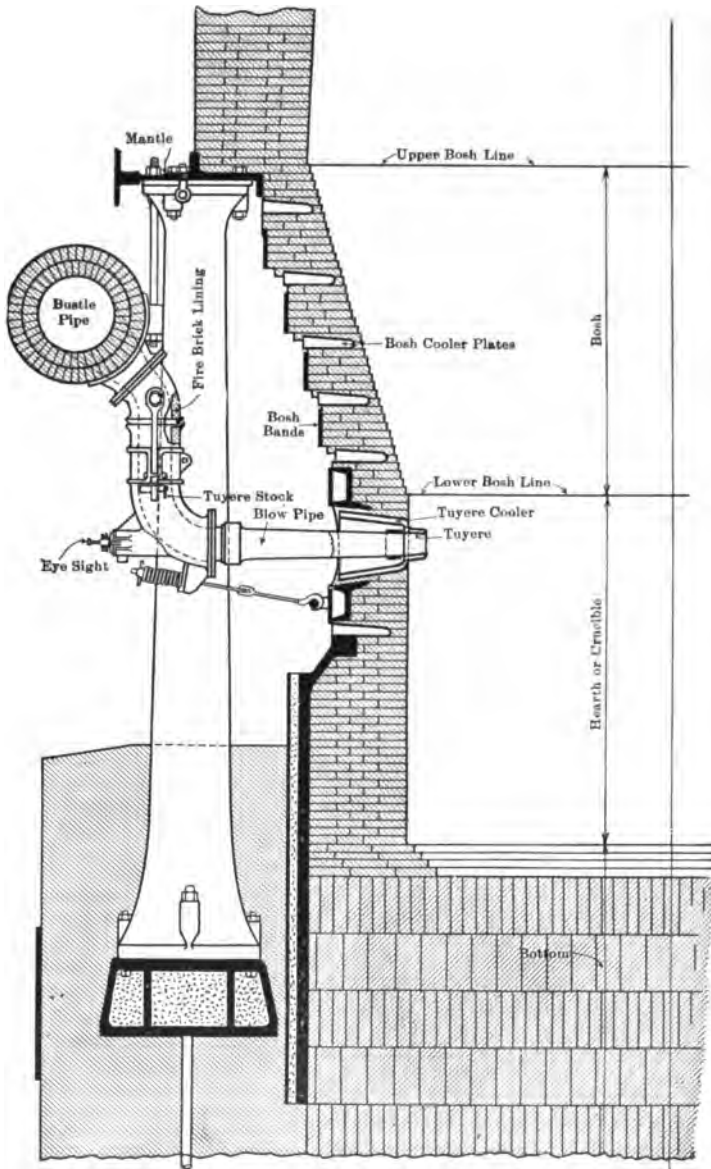 Mantle
Upper Bosh Line
Bustle
Pipe
Fire Brick Lining
Bosh
Bosh Cooler Plates
Bosh
Bands
Lower Bosh Line
Tuyere Stock
Blow Pipe
Tuyere Cooler
Tuyere
Eye Sight
Hearth or Crucible
Bottom